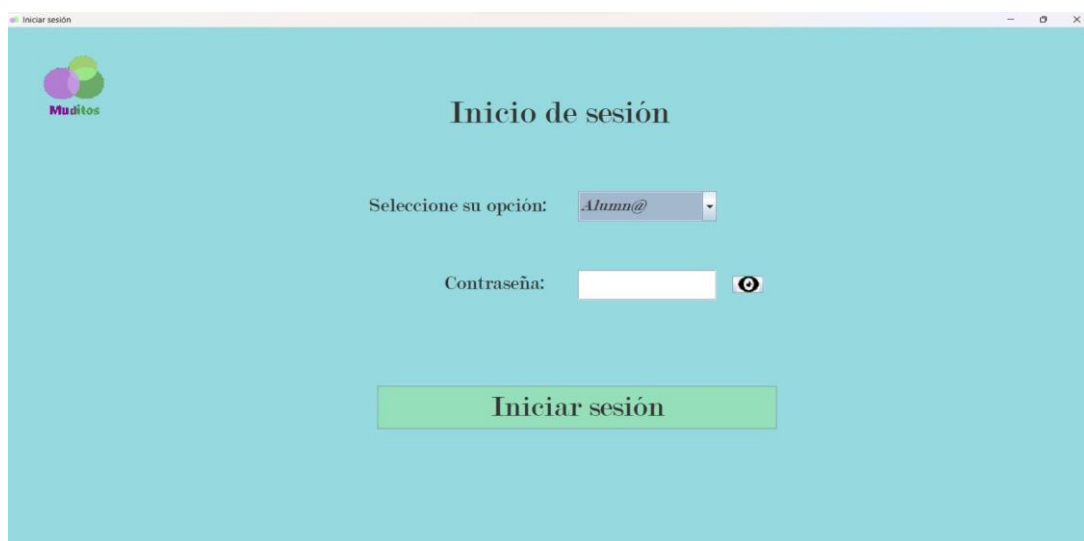 Iniciar sesión
Muditos
Inicio de sesión
Seleccione su opción: Alumn@
Contraseña:
Iniciar sesión